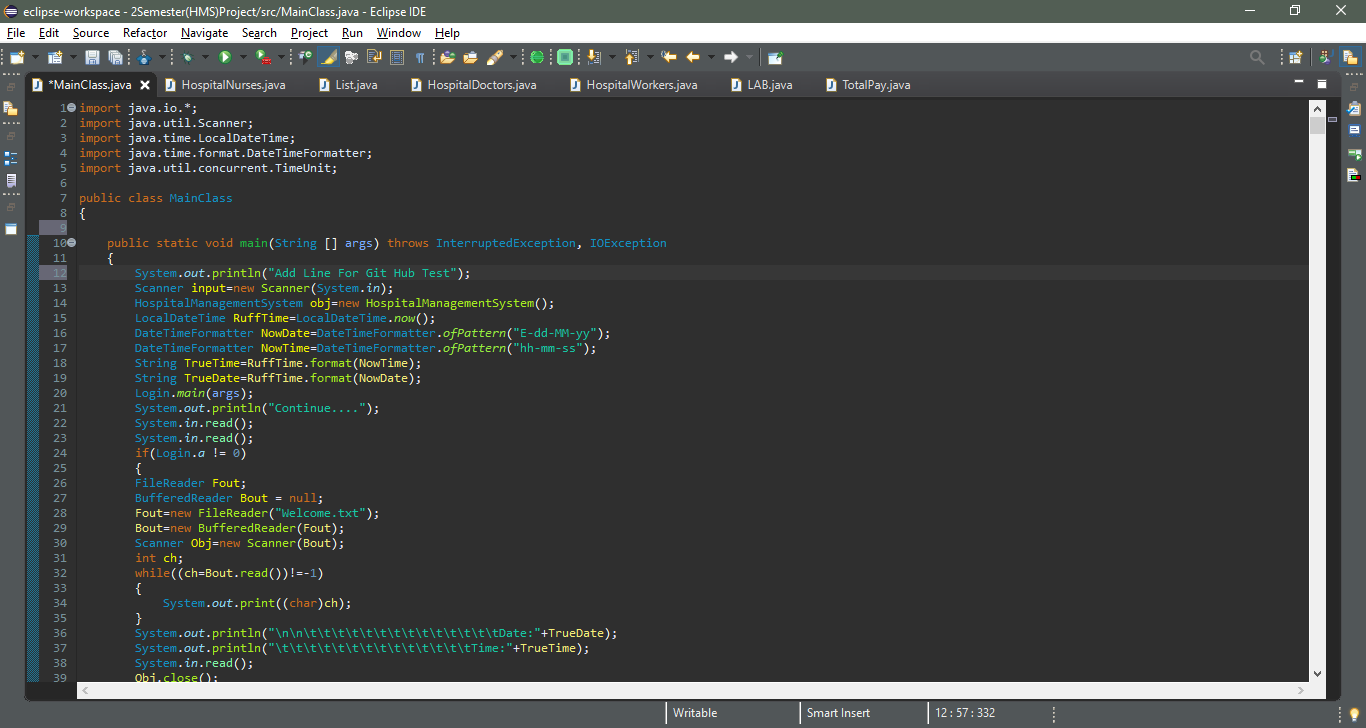 eclipse-workspace - 2Semester(HMS)Project/src/MainClass.java - Eclipse IDE
File Edit Source Refactor Navigate Search Project Run Window Help
*MainClass.java HospitalNurses.java List.java HospitalDoctors.java HospitalWorkers.java LAB.java TotalPay.java
1 import java.io.*;
2 import java.util.Scanner;
3 import java.time.LocalDateTime;
4 import java.time.format.DateTimeFormatter;
5 import java.util.concurrent.TimeUnit;
6
7 public class MainClass
8 {
9
10 public static void main(String [] args) throws InterruptedException, IOException
11 {
12 System.out.println("Add Line For Git Hub Test");
13 Scanner input=new Scanner(System.in);
14 HospitalManagementSystem obj=new HospitalManagementSystem();
15 LocalDateTime RuffTime=LocalDateTime.now();
16 DateTimeFormatter NowDate=DateTimeFormatter.ofPattern("E-dd-MM-yy");
17 DateTimeFormatter NowTime=DateTimeFormatter.ofPattern("hh-mm-ss");
18 String TrueTime=RuffTime.format(NowTime);
19 String TrueDate=RuffTime.format(NowDate);
20 Login.main(args);
21 System.out.println("Continue....");
22 System.in.read();
23 System.in.read();
24 if(Login.a != 0)
25 {
26 FileReader Fout;
27 BufferedReader Bout = null;
28 Fout=new FileReader("Welcome.txt");
29 Bout=new BufferedReader(Fout);
30 Scanner Obj=new Scanner(Bout);
31 int ch;
32 while((ch=Bout.read())!=-1)
33 {
34 System.out.print((char)ch);
35 }
36 System.out.println("\n\n\t\t\t\t\t\t\t\t\t\t\t\t\t\tDate:"+TrueDate);
37 System.out.println("\t\t\t\t\t\t\t\t\t\t\t\t\t\tTime:"+TrueTime);
38 System.in.read();
39 Obj.close();
Writable Smart Insert 12 : 57 : 332